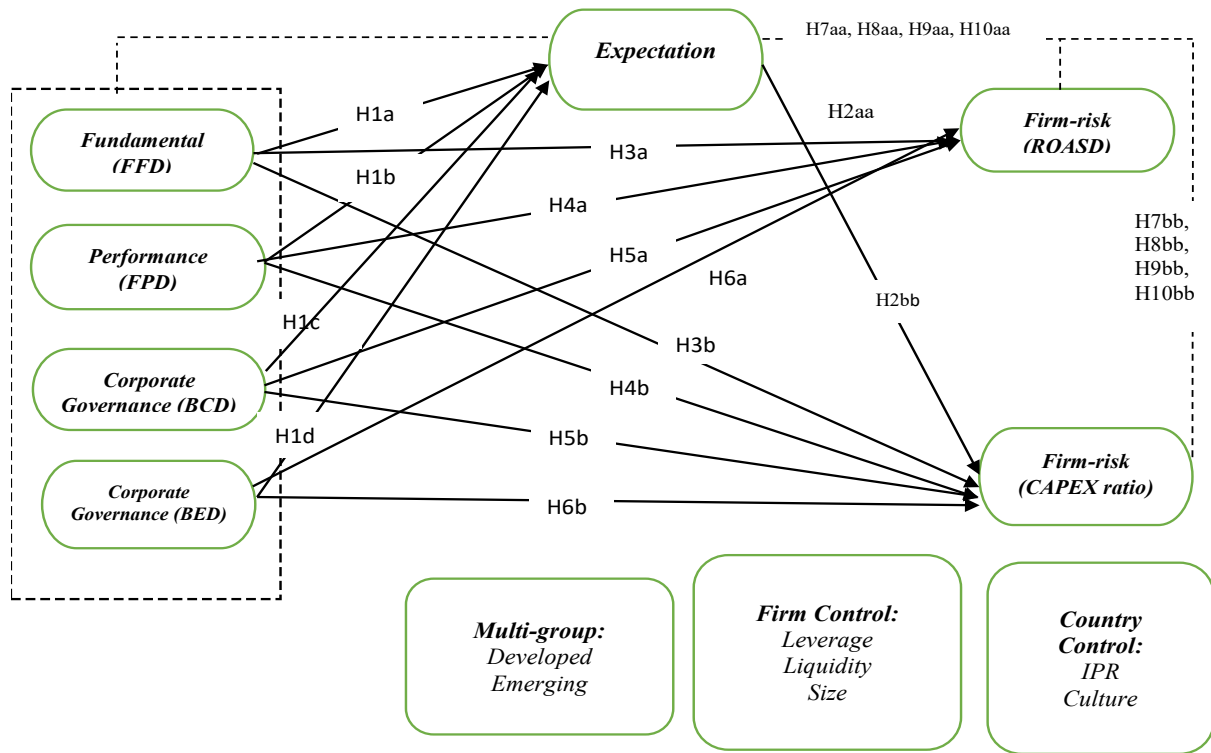 H7aa, H8aa, H9aa, H10aa
Expectation
H1a
H2aa
Fundamental
(FFD)
Firm-risk
(ROASD)
H3a
H1b
H4a
H7bb,
H8bb,
H9bb,
H10bb
Performance
(FPD)
H5a
H6a
H2bb
H1c
H3b
H4b
Corporate
Governance (BCD)
H1d
H5b
Firm-risk
(CAPEX ratio)
Corporate
Governance (BED)
H6b
Multi-group:
Developed
Emerging
Firm Control:
Leverage
Liquidity
Size
Country
Control:
IPR
Culture